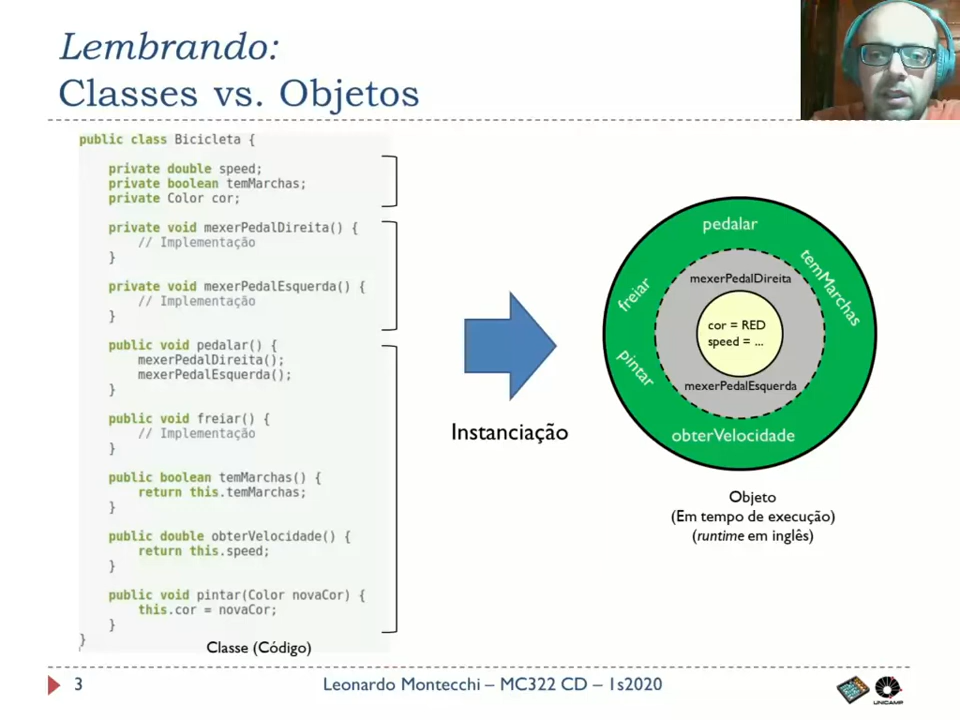 Lembrando:
Classes vs. Objetos
public class Bicicleta {
private double speed;
private boolean temMarchas;
private Color cor;
private void mexerPedalDireita() {
// Implementação
}
private void mexerPedalEsquerda() {
// Implementação
}
public void pedalar() {
mexerPedalDireita();
mexerPedalEsquerda();
}
public void freiar() {
// Implementação
}
public boolean temMarchas() {
return this.temMarchas;
}
public double obterVelocidade() {
return this.speed;
}
public void pintar(Color novaCor) {
this.cor = novaCor;
}
}
Classe (Código)
Instanciação
pedalar
temMarchas
freiar
mexerPedalDireita
cor = RED
speed = ...
pintar
mexerPedalEsquerda
obterVelocidade
Objeto
(Em tempo de execução)
(runtime em inglês)
3
Leonardo Montecchi – MC322 CD – 1s2020
UNICAMP